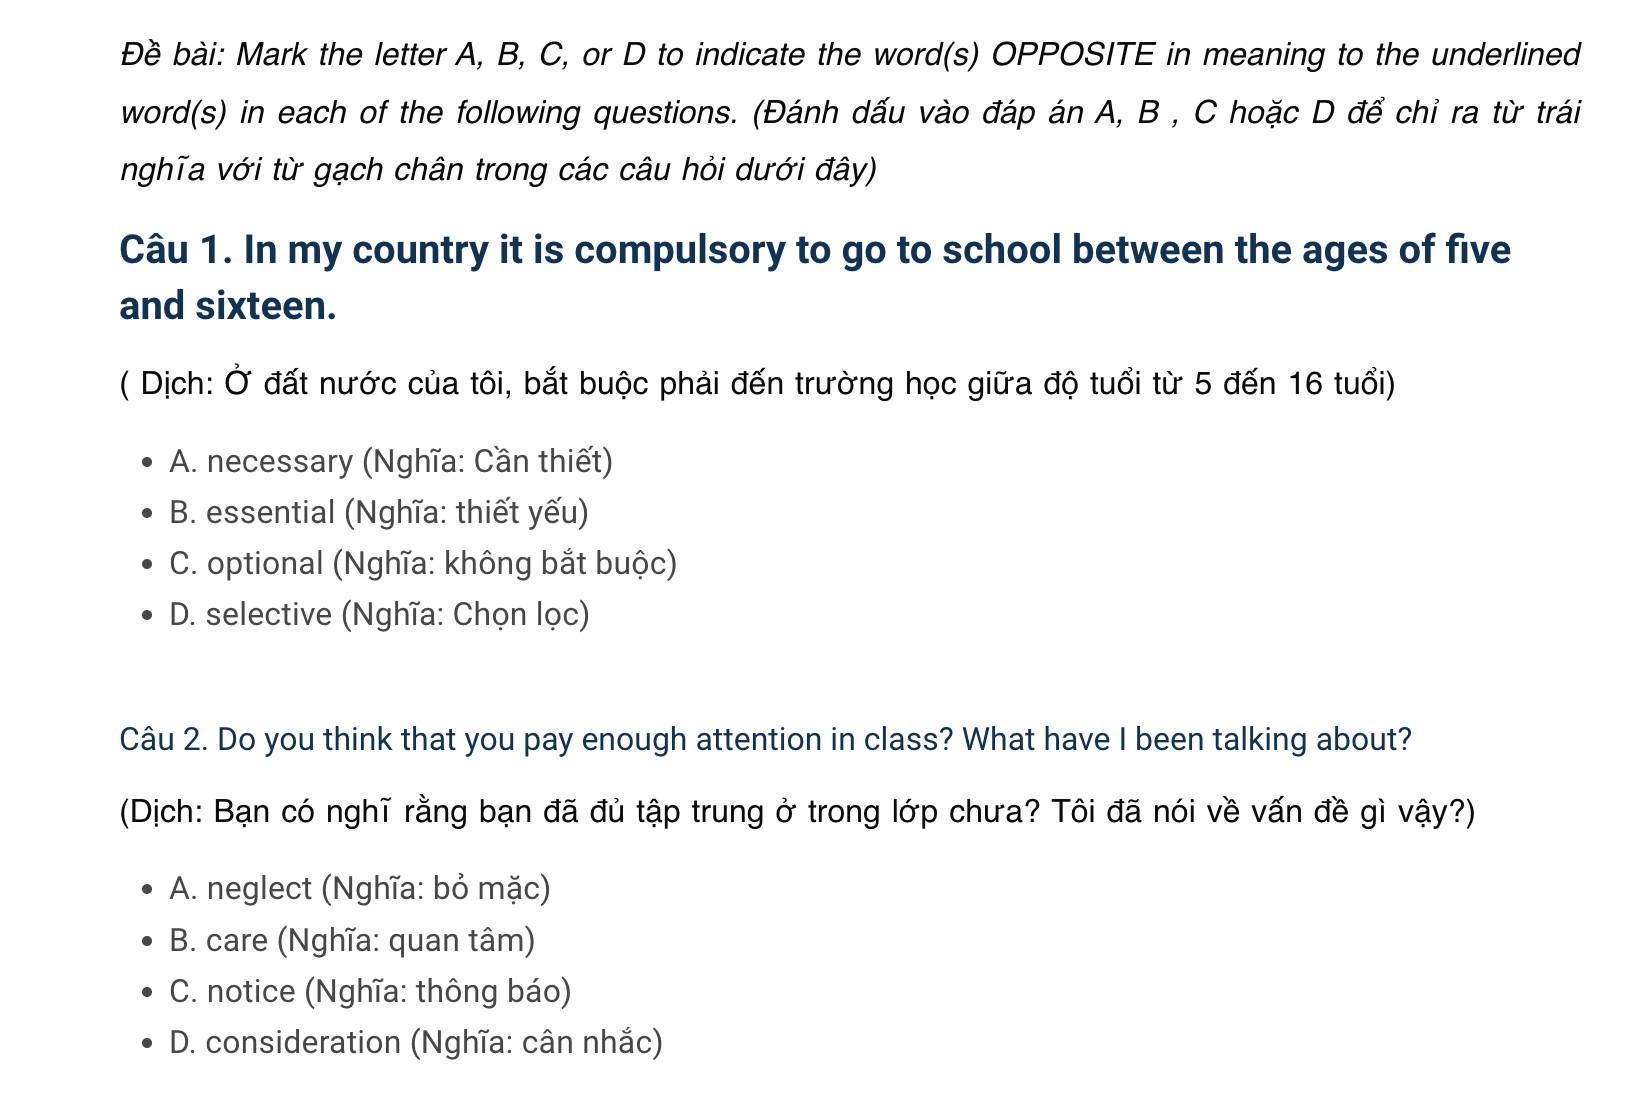 Đề bài: Mark the letter A, B, C, or D to indicate the word(s) OPPOSITE in meaning to the underlined
word(s) in each of the following questions. (Đánh dấu vào đáp án A, B , C hoặc D để chỉ ra từ trái
nghĩa với từ gạch chân trong các câu hỏi dưới đây)
Câu 1. In my country it is compulsory to go to school between the ages of five
and sixteen.
( Dịch: Ở đất nước của tôi, bắt buộc phải đến trường học giữa độ tuổi từ 5 đến 16 tuổi)
• A. necessary (Nghĩa: Cần thiết)
• B. essential (Nghĩa: thiết yếu)
• C. optional (Nghĩa: không bắt buộc)
• D. selective (Nghĩa: Chọn lọc)
Câu 2. Do you think that you pay enough attention in class? What have I been talking about?
(Dịch: Bạn có nghĩ rằng bạn đã đủ tập trung ở trong lớp chưa? Tôi đã nói về vấn đề gì vậy?)
• A. neglect (Nghĩa: bỏ mặc)
• B. care (Nghĩa: quan tâm)
• C. notice (Nghĩa: thông báo)
• D. consideration (Nghĩa: cân nhắc)